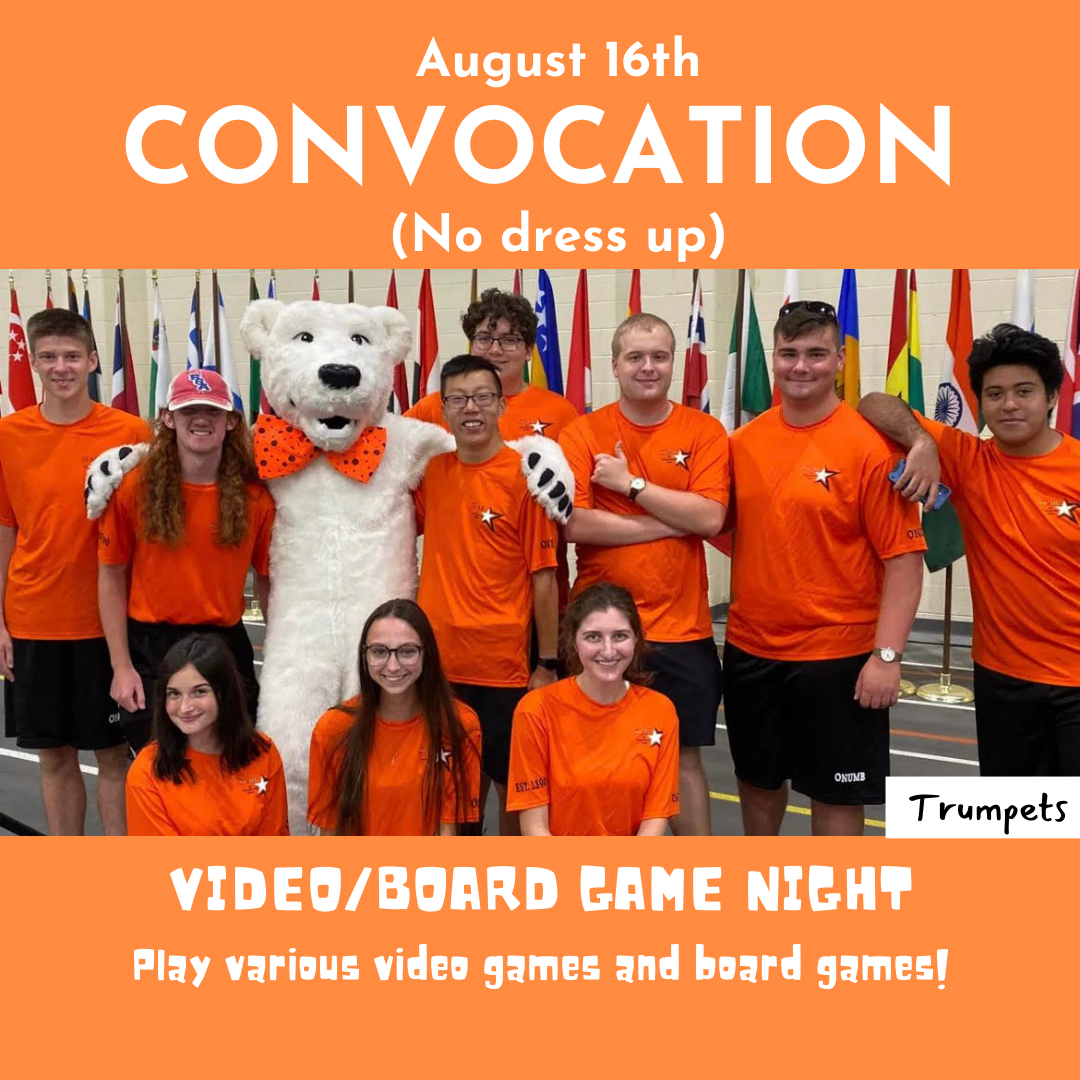 August 16th
CONVOCATION
(No dress up)
EST. 189
ONUMB
Trumpets
VIDEO/BOARD GAME NIGHT
Play various video games and board games!